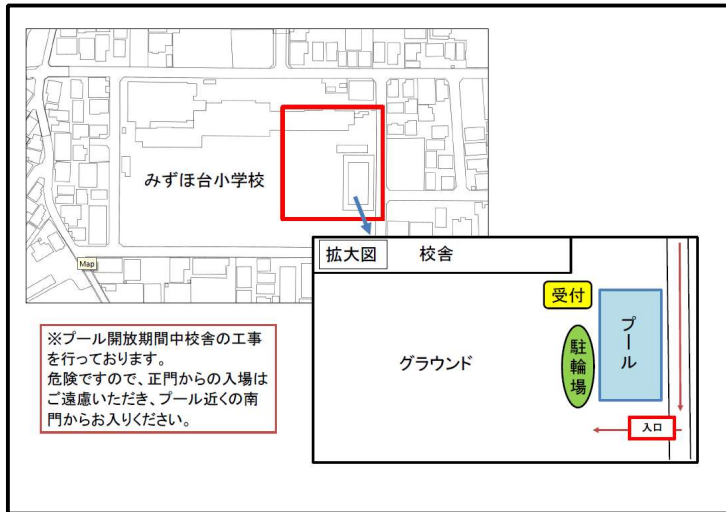 みずほ台小学校
Map
拡大図
校舎
受付
プール
駐輪場
グラウンド
入口
※プール開放期間中校舎の工事
を行っております。
危険ですので、正門からの入場は
ご遠慮いただき、プール近くの南
門からお入りください。